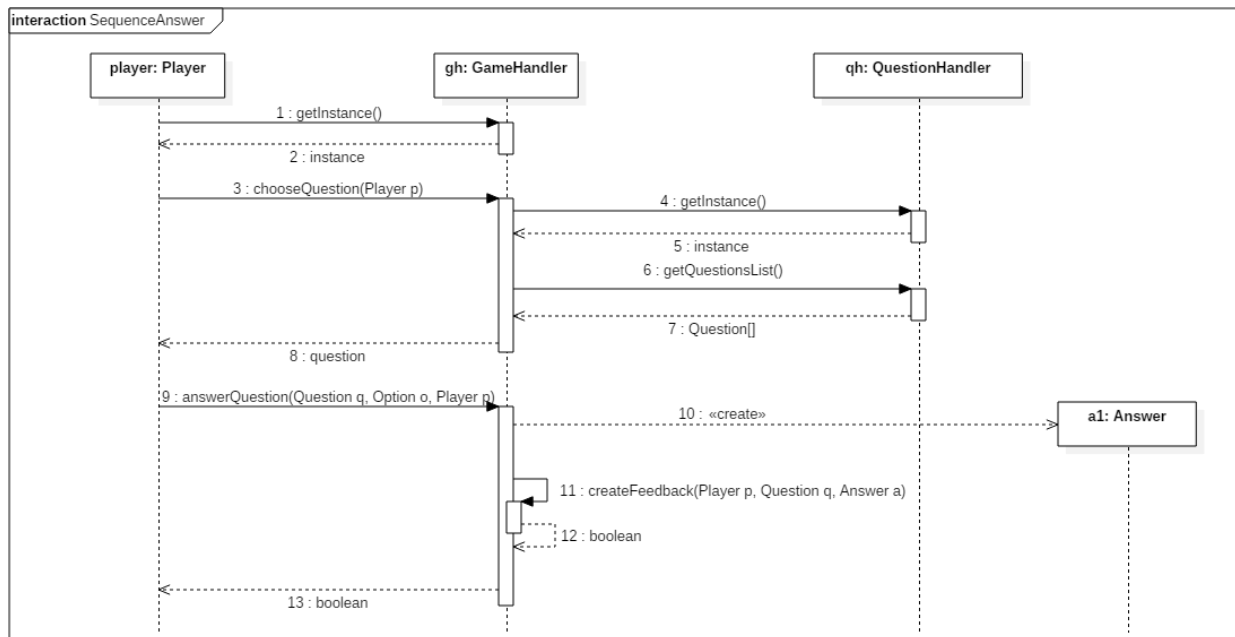 interaction SequenceAnswer
player: Player
gh: GameHandler
qh: QuestionHandler
1 : getInstance()
2 : instance
3 : chooseQuestion(Player p)
4 : getInstance()
5 : instance
6 : getQuestionsList()
7 : Question[]
8 : question
9 : answerQuestion(Question q, Option o, Player p)
10 : «create»
a1: Answer
11 : createFeedback(Player p, Question q, Answer a)
12 : boolean
13 : boolean